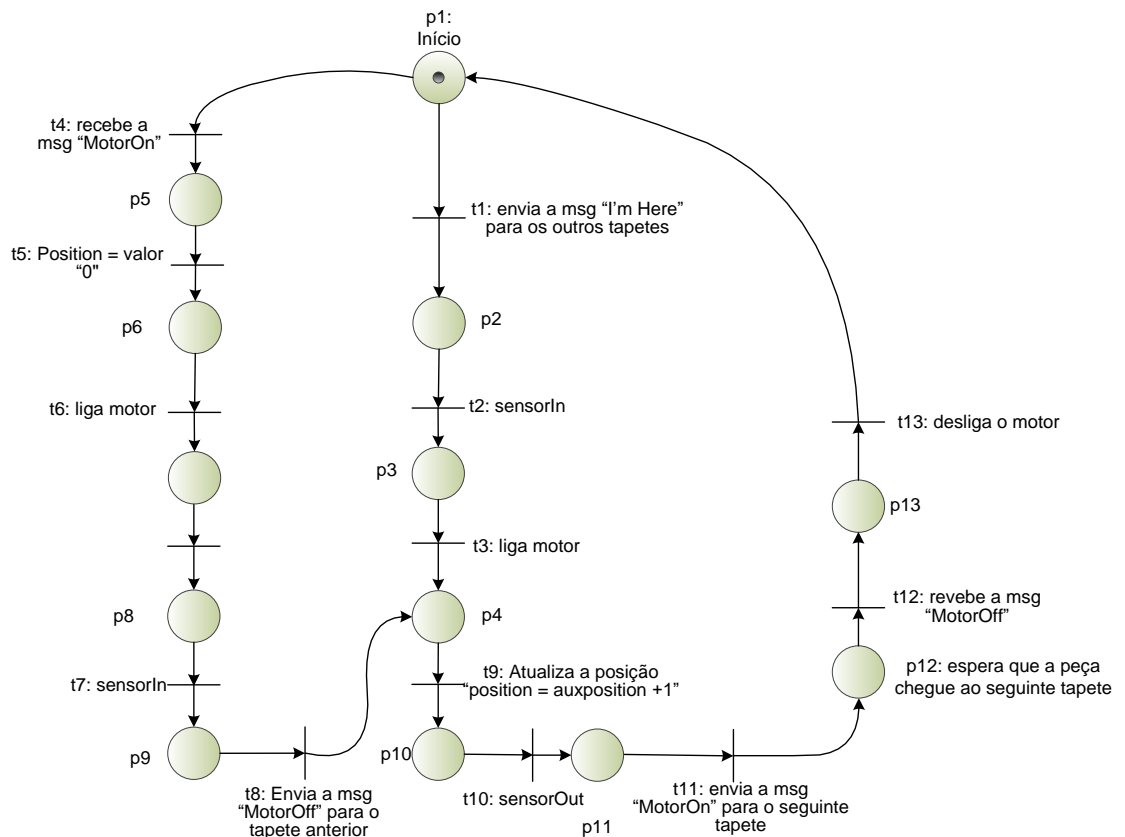 p1:
Início
t4: recebe a
msg “MotorOn”
p5
t1: envia a msg “I’m Here”
para os outros tapetes
t5: Position = valor
“0"
p6
p2
t6: liga motor
t2: sensorIn
p3
t13: desliga o motor
p13
t3: liga motor
p8
p4
t12: revebe a msg
“MotorOff”
t7: sensorIn
t9: Atualiza a posição
“position = auxposition +1”
p12: espera que a peça
chegue ao seguinte tapete
p9
p10
t8: Envia a msg
“MotorOff” para o
tapete anterior
t10: sensorOut
p11
t11: envia a msg
“MotorOn” para o seguinte
tapete